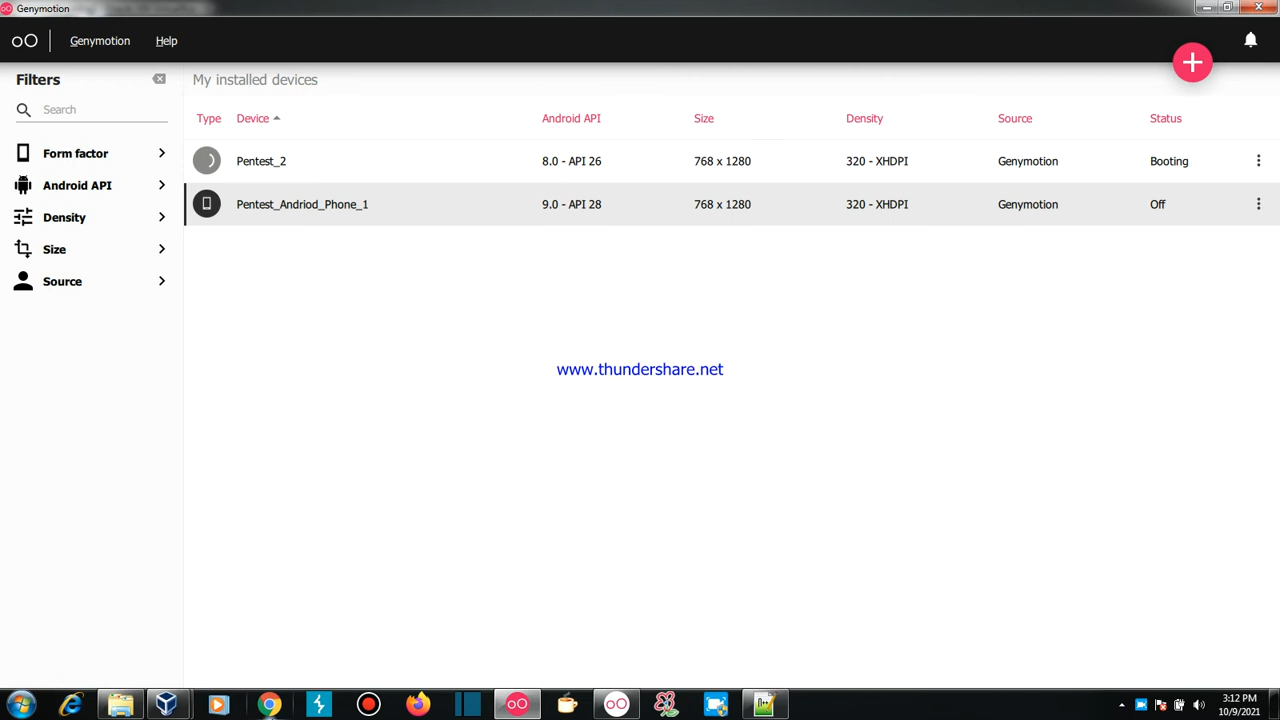 Genymotion
Genymotion Help
Filters
My installed devices
Search
Type Device Android API Size Density Source Status
Form factor
Pentest_2 8.0 - API 26 768 x 1280 320 - XHDPI Genymotion Booting
Android API
Pentest_Andriod_Phone_1 9.0 - API 28 768 x 1280 320 - XHDPI Genymotion Off
Density
Size
Source
www.thundershare.net
3:12 PM
10/9/2021